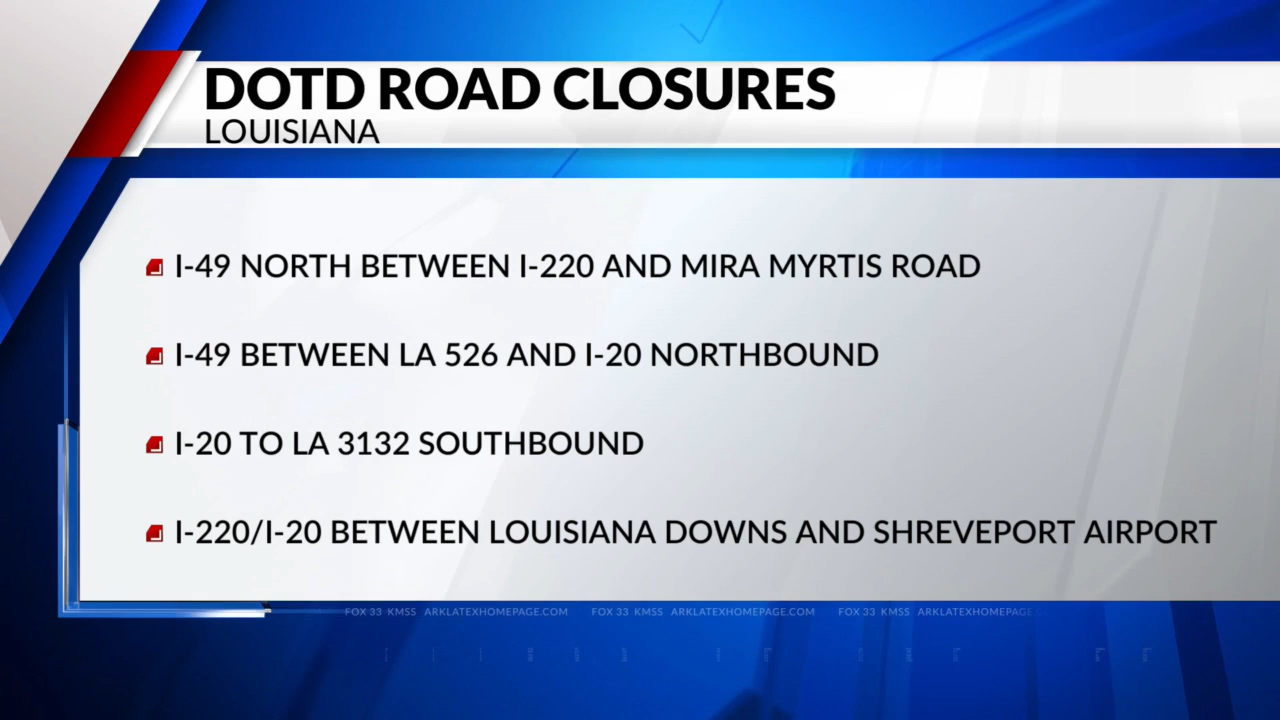 DOTD ROAD CLOSURES
LOUISIANA
I-49 NORTH BETWEEN I-220 AND MIRA MYRTIS ROAD
I-49 BETWEEN LA 526 AND I-20 NORTHBOUND
I-20 TO LA 3132 SOUTHBOUND
I-220/I-20 BETWEEN LOUISIANA DOWNS AND SHREVEPORT AIRPORT
FOX 33 KMSS ARKLATEXHOMEPAGE.COM FOX 33 KMSS ARKLATEXHOMEPAGE.COM FOX 33 KMSS ARKLATEXHOMEPAGE